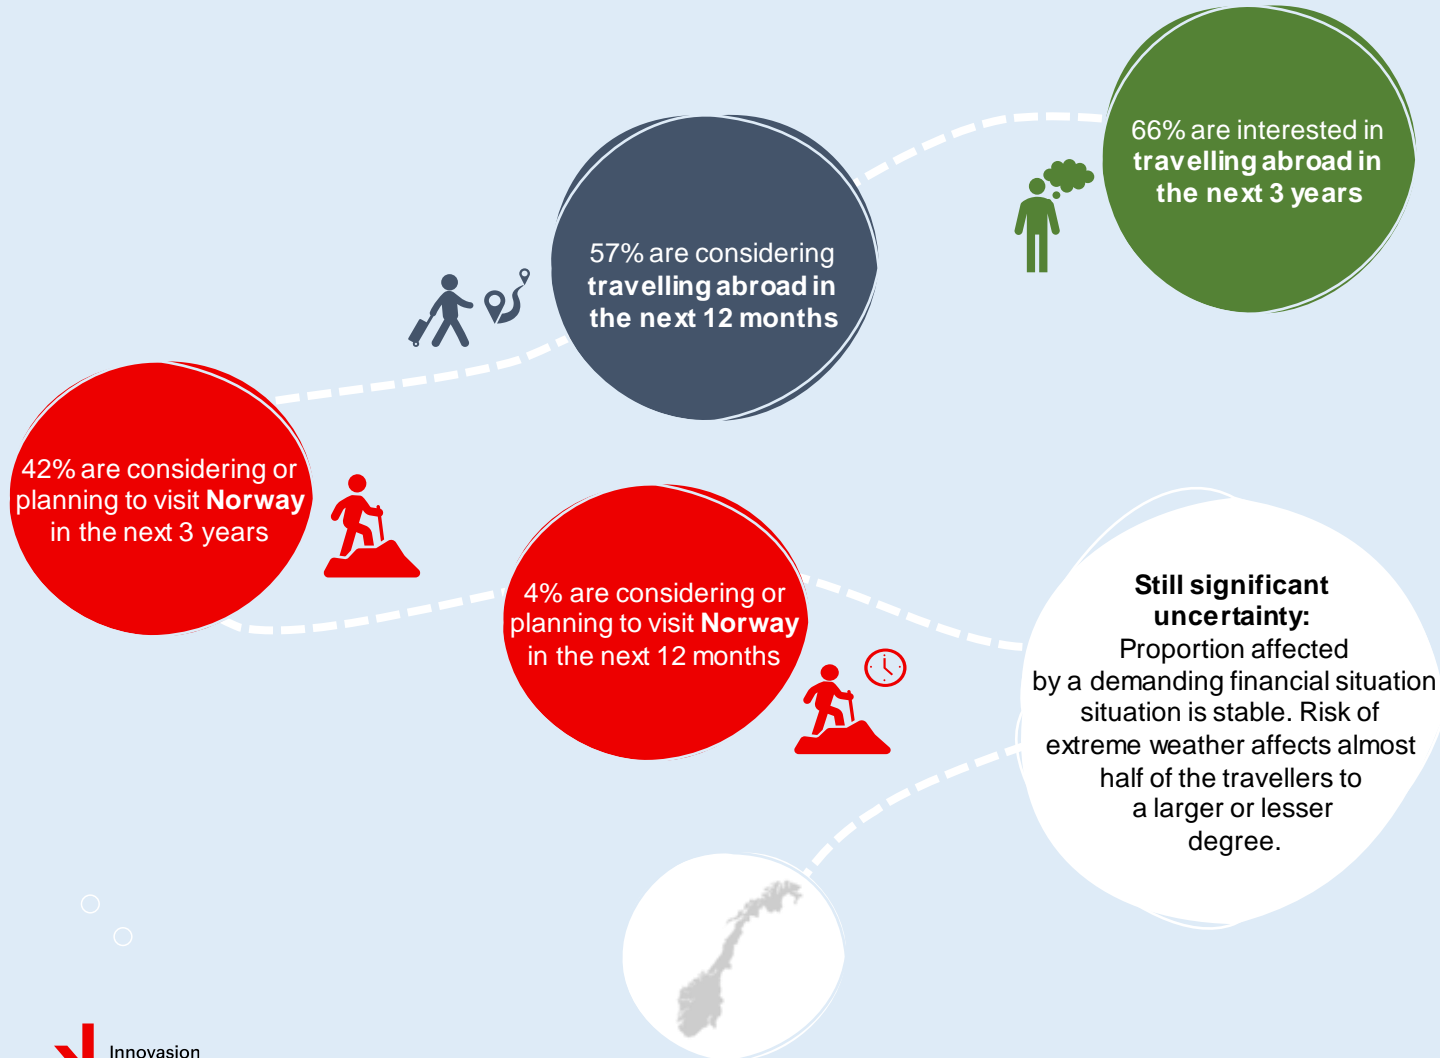 66% are interested in
travelling abroad in
the next 3 years
57% are considering
travelling abroad in
the next 12 months
42% are considering or
planning to visit Norway
in the next 3 years
4% are considering or
planning to visit Norway
in the next 12 months
Still significant
uncertainty:
Proportion affected
by a demanding financial situation
situation is stable. Risk of
extreme weather affects almost
half of the travellers to
a larger or lesser
degree.
Innovasjon